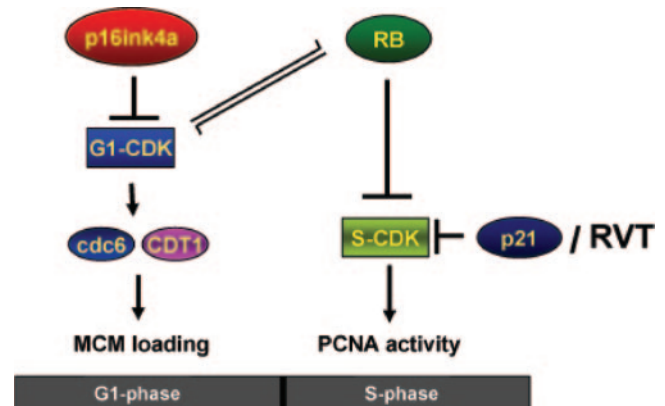 p16ink4a
RB
G1-CDK
cdc6
CDT1
S-CDK
p21
/ RVT
MCM loading
PCNA activity
G1-phase
S-phase